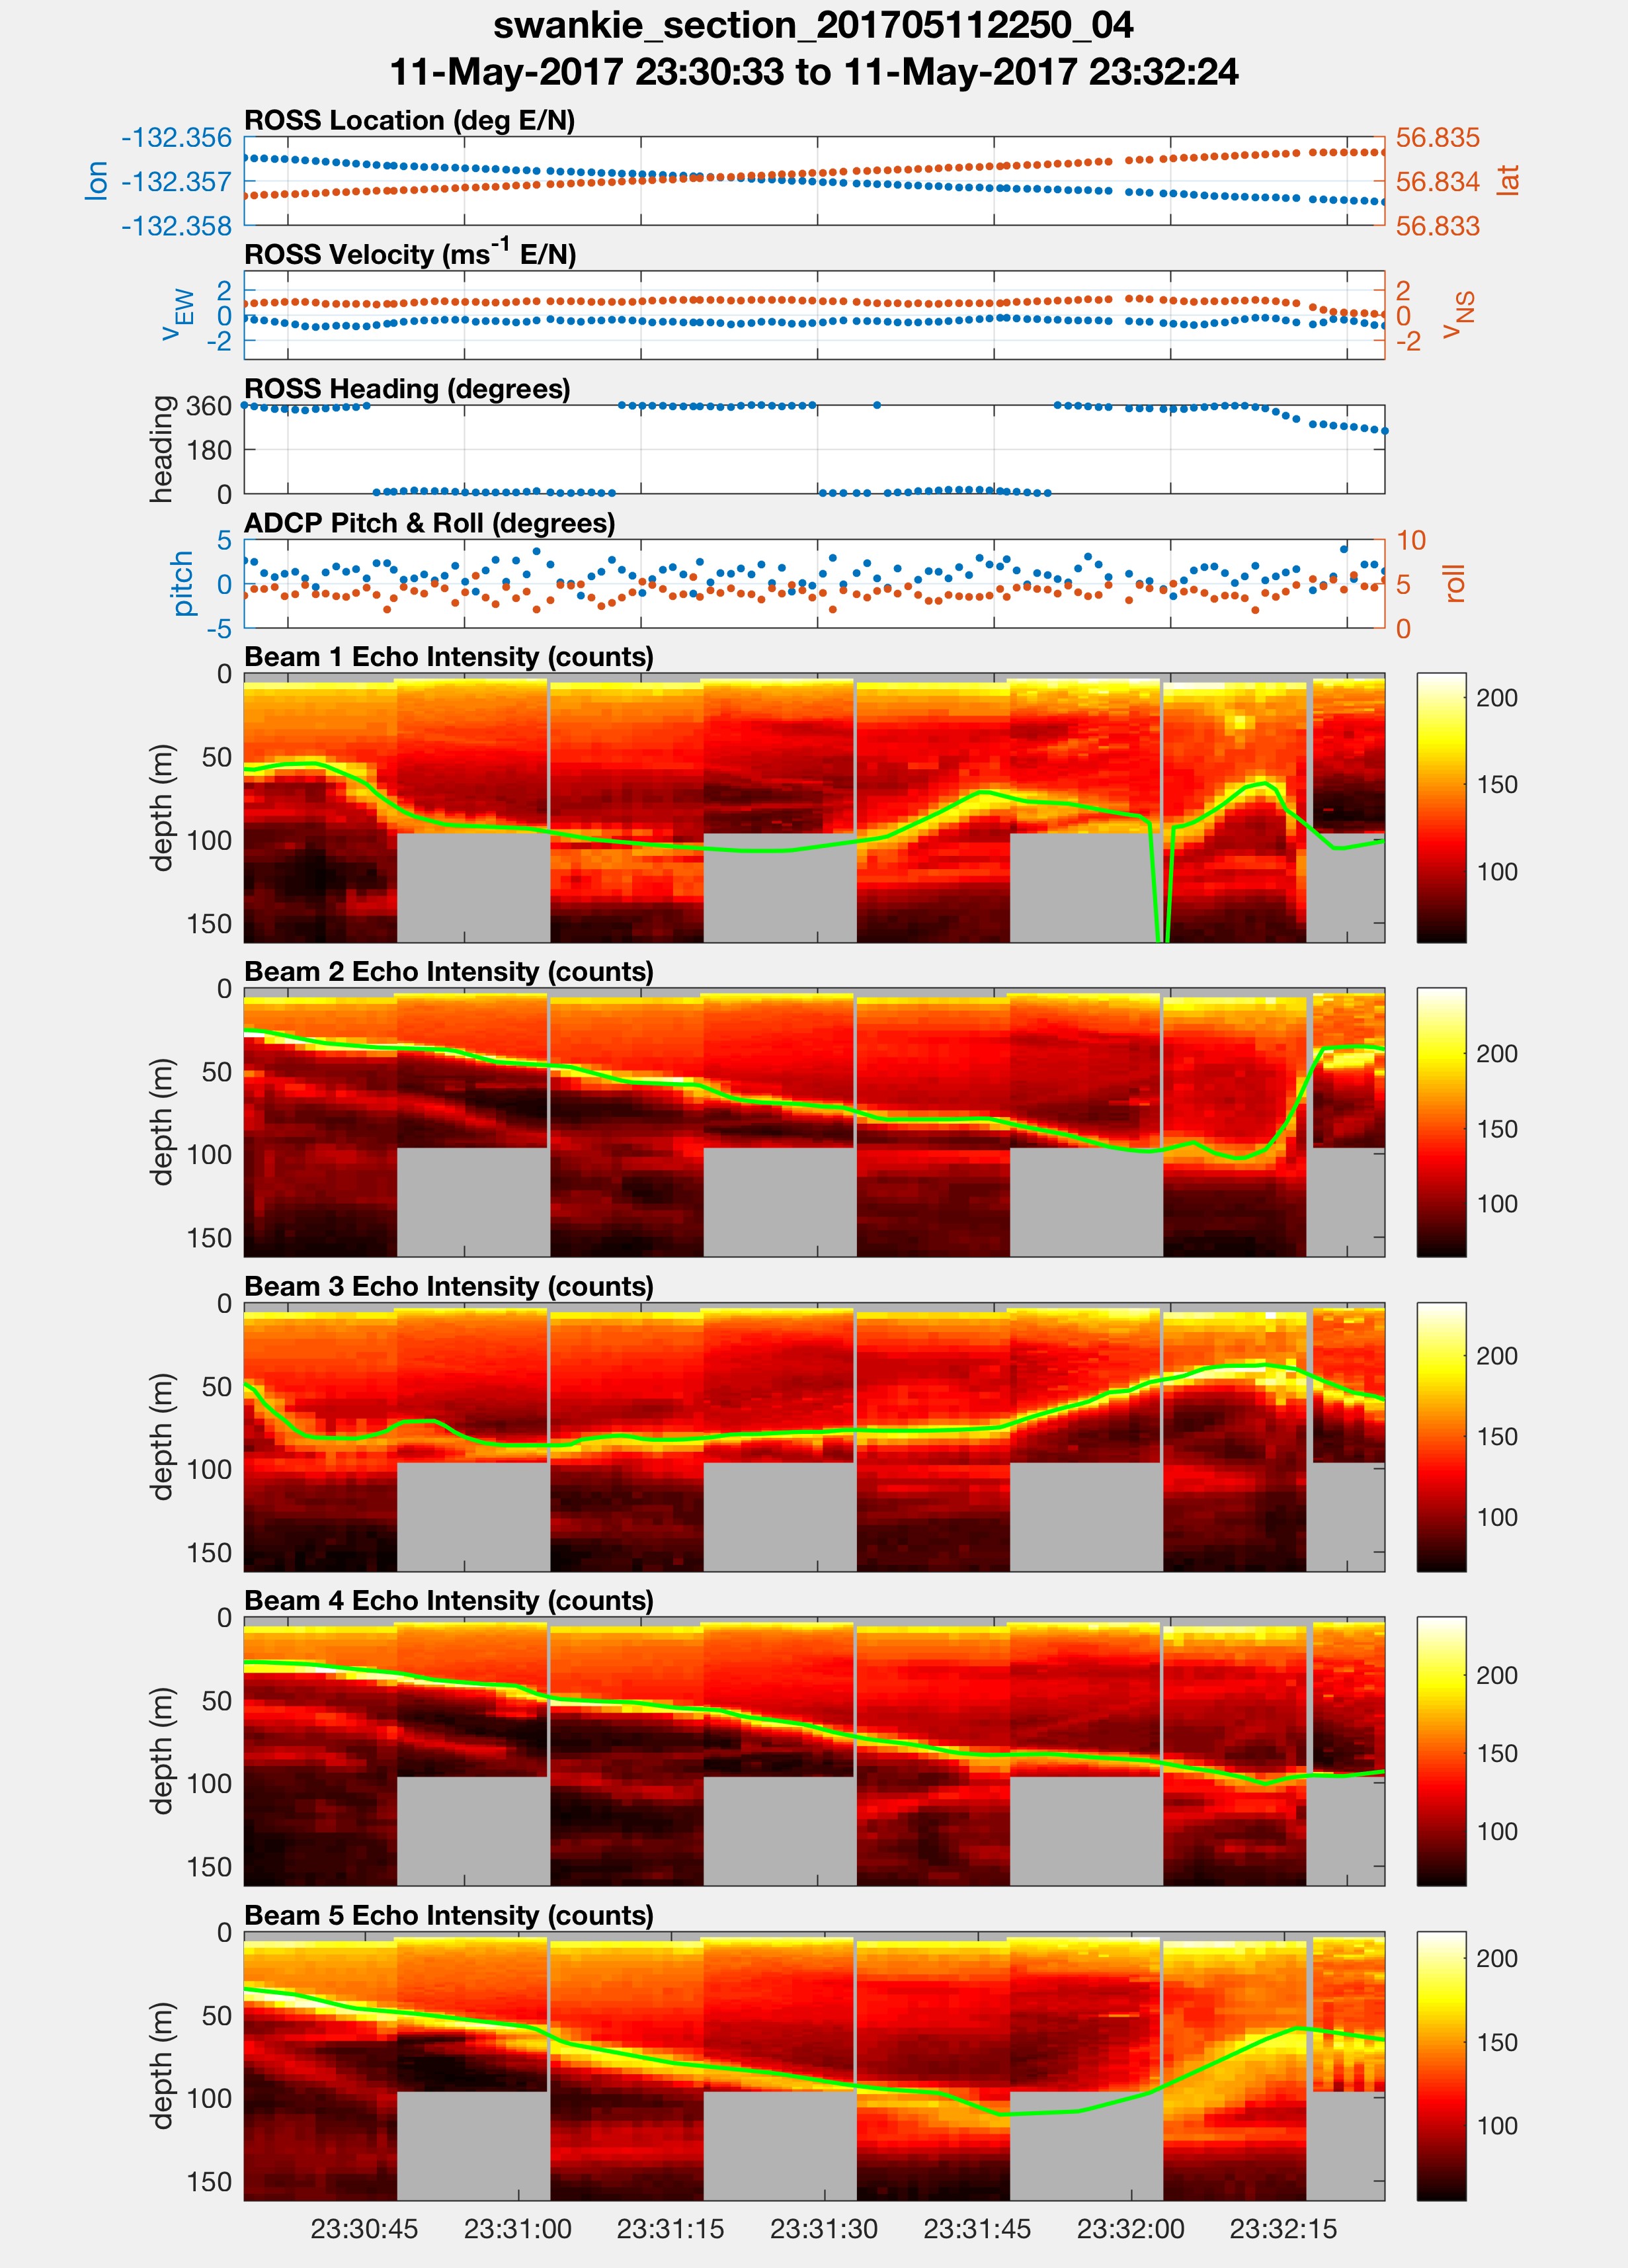 swankie_section_201705112250_04
11-May-2017 23:30:33 to 11-May-2017 23:32:24
ROSS Location (deg E/N)
-132.356
-132.357
-132.358
lon
56.835
56.834
56.833
lat
ROSS Velocity (ms-1 E/N)
2
0
-2
vEW
2
0
-2
vNS
ROSS Heading (degrees)
360
180
0
heading
ADCP Pitch & Roll (degrees)
5
0
-5
pitch
10
5
0
roll
Beam 1 Echo Intensity (counts)
0
50
100
150
depth (m)
200
150
100
Beam 2 Echo Intensity (counts)
0
50
100
150
depth (m)
200
150
100
Beam 3 Echo Intensity (counts)
0
50
100
150
depth (m)
200
150
100
Beam 4 Echo Intensity (counts)
0
50
100
150
depth (m)
200
150
100
Beam 5 Echo Intensity (counts)
0
50
100
150
depth (m)
200
150
100
23:30:45 23:31:00 23:31:15 23:31:30 23:31:45 23:32:00 23:32:15